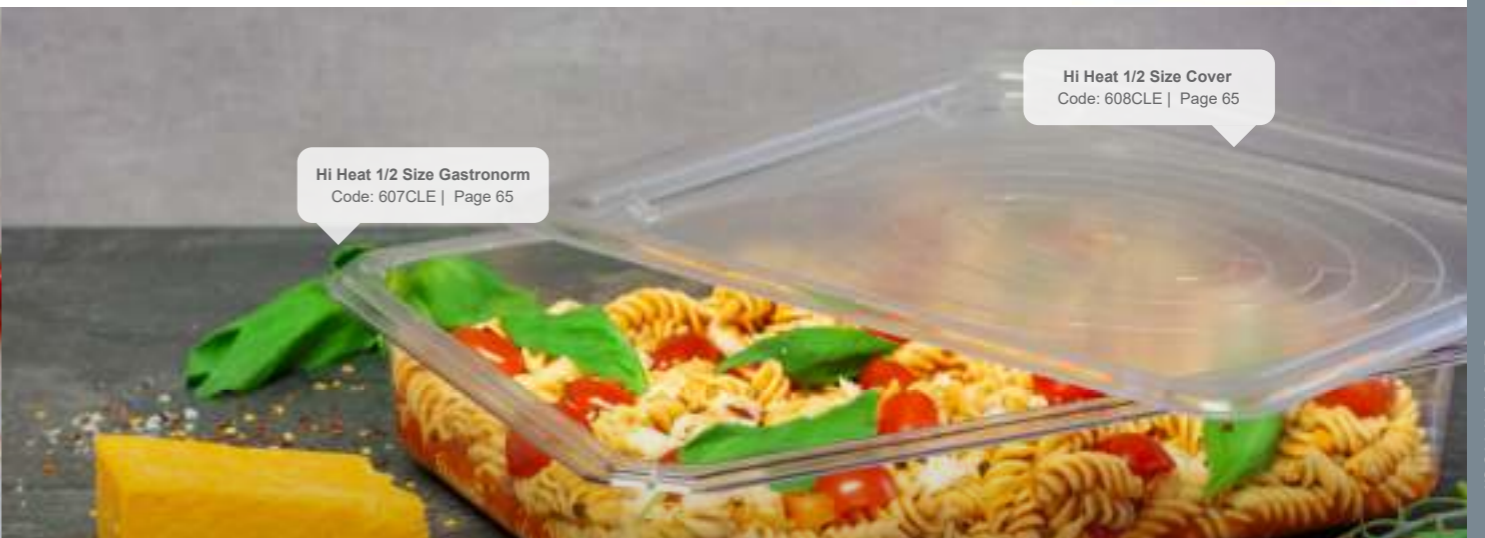 Hi Heat 1/2 Size Cover
Code: 608CLE | Page 65
Hi Heat 1/2 Size Gastronorm
Code: 607CLE | Page 65